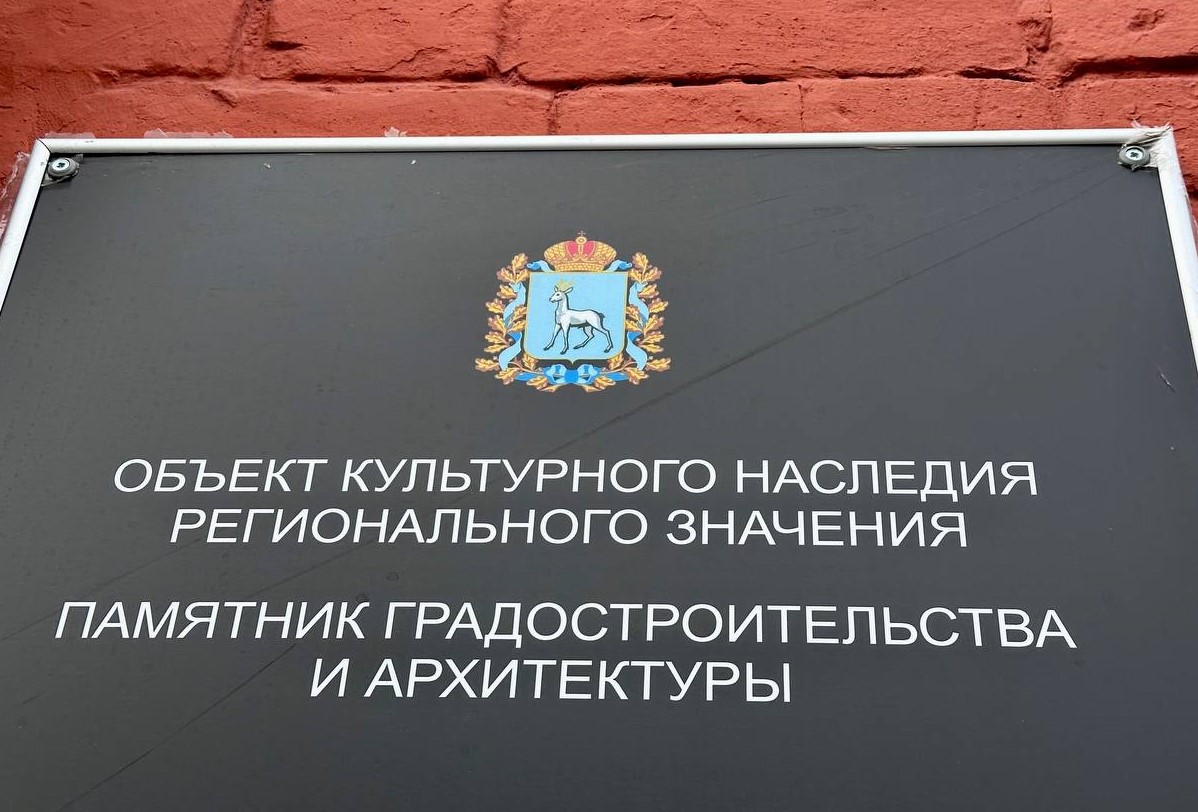 ОБЪЕКТ КУЛЬТУРНОГО НАСЛЕДИЯ
РЕГИОНАЛЬНОГО ЗНАЧЕНИЯ
ПАМЯТНИК ГРАДОСТРОИТЕЛЬСТВА
И АРХИТЕКТУРЫ